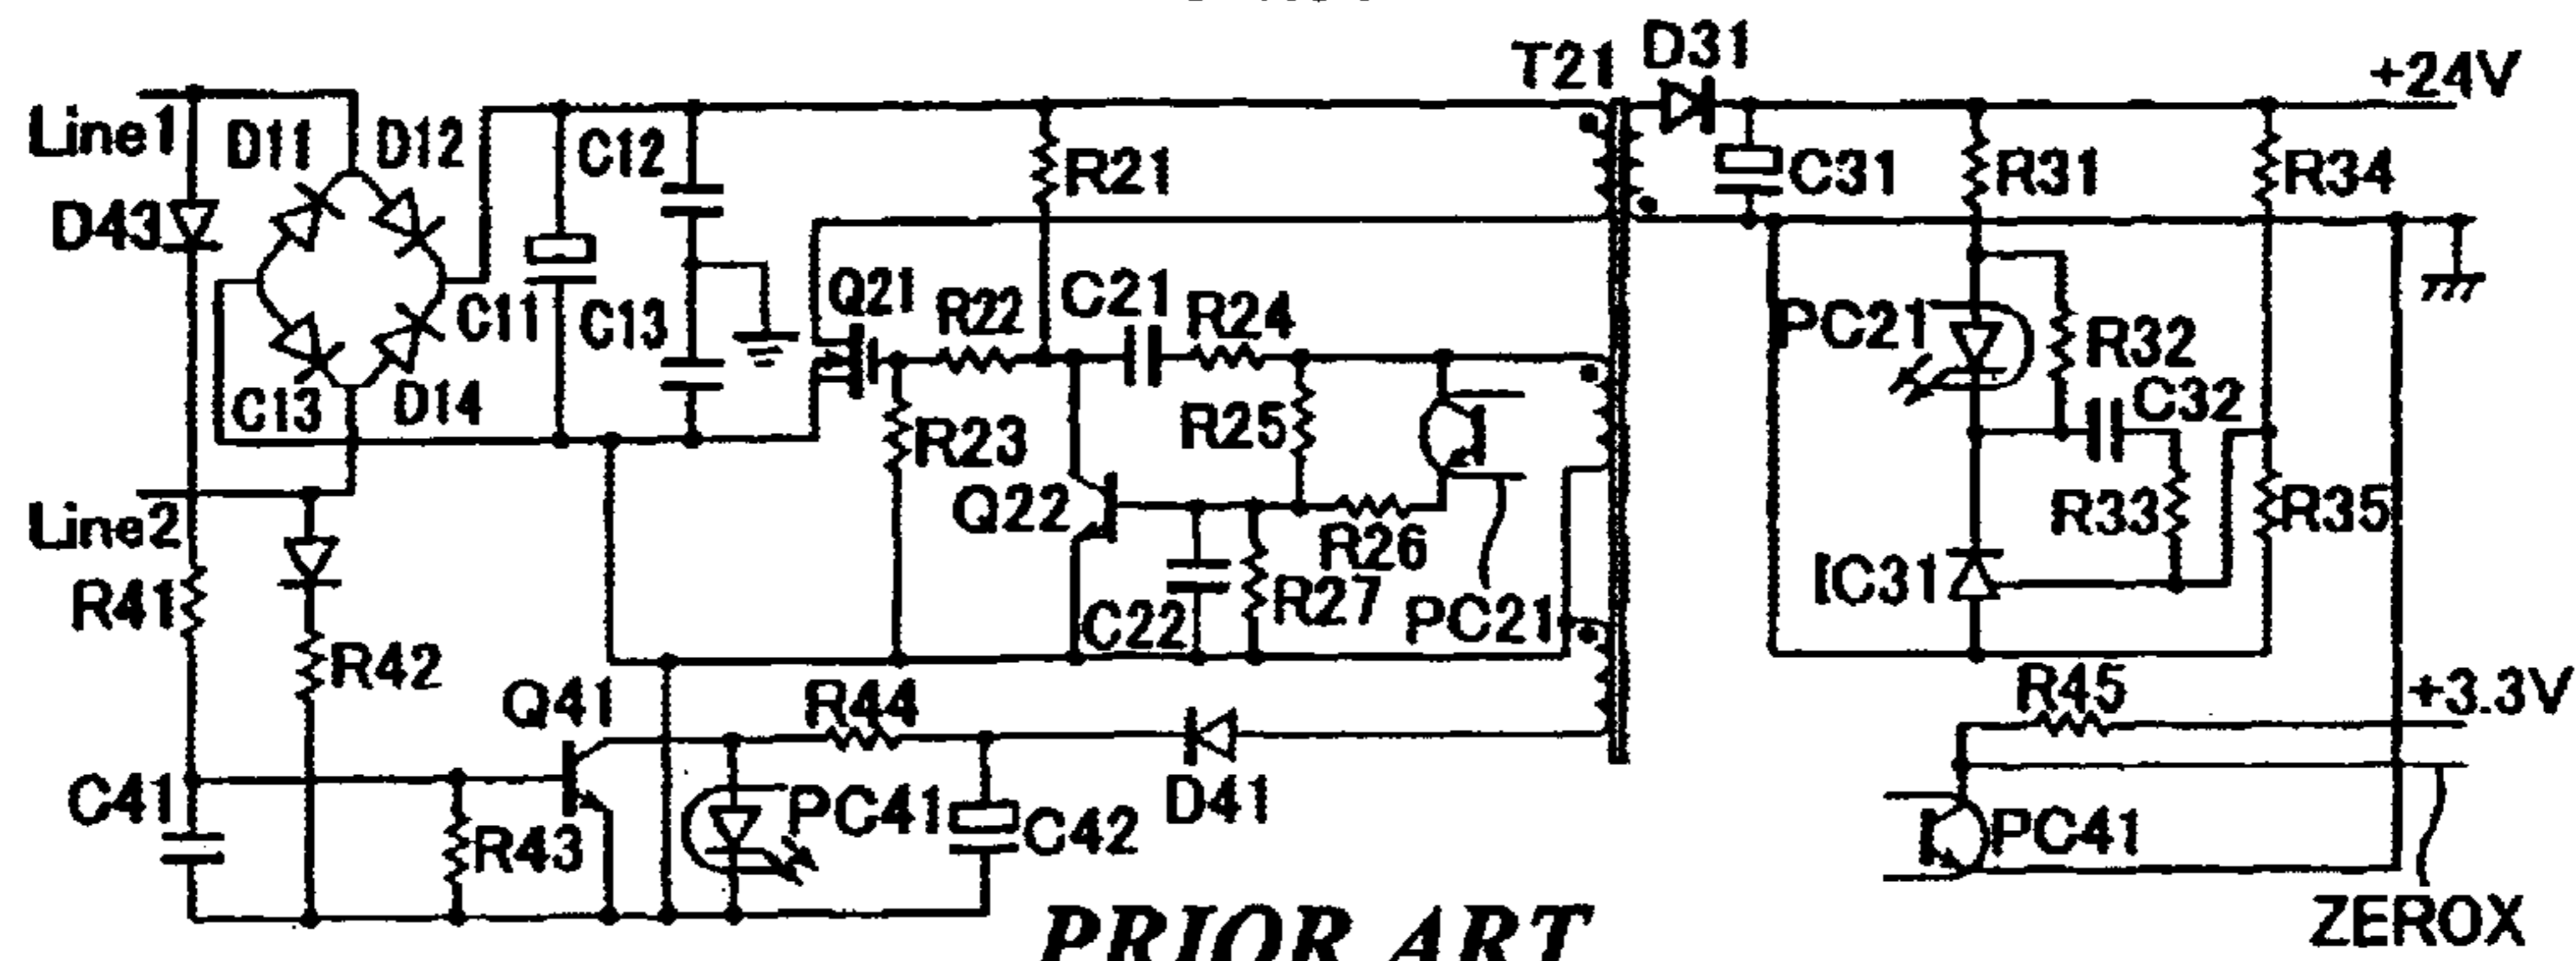 T21
D31
+24V
Line1
D11
D12
C12
R21
C31
R31
R34
D43
C11
C13
Q21
R22
C21
R24
PC21
R32
C13
D14
R23
R25
C32
Line2
Q22
R26
R33
R35
R41
R42
C22
R27
PC21
IC31
Q41
R44
R45
+3.3V
C41
R43
PC41
C42
D41
PC41
ZEROX
PRIOR ART